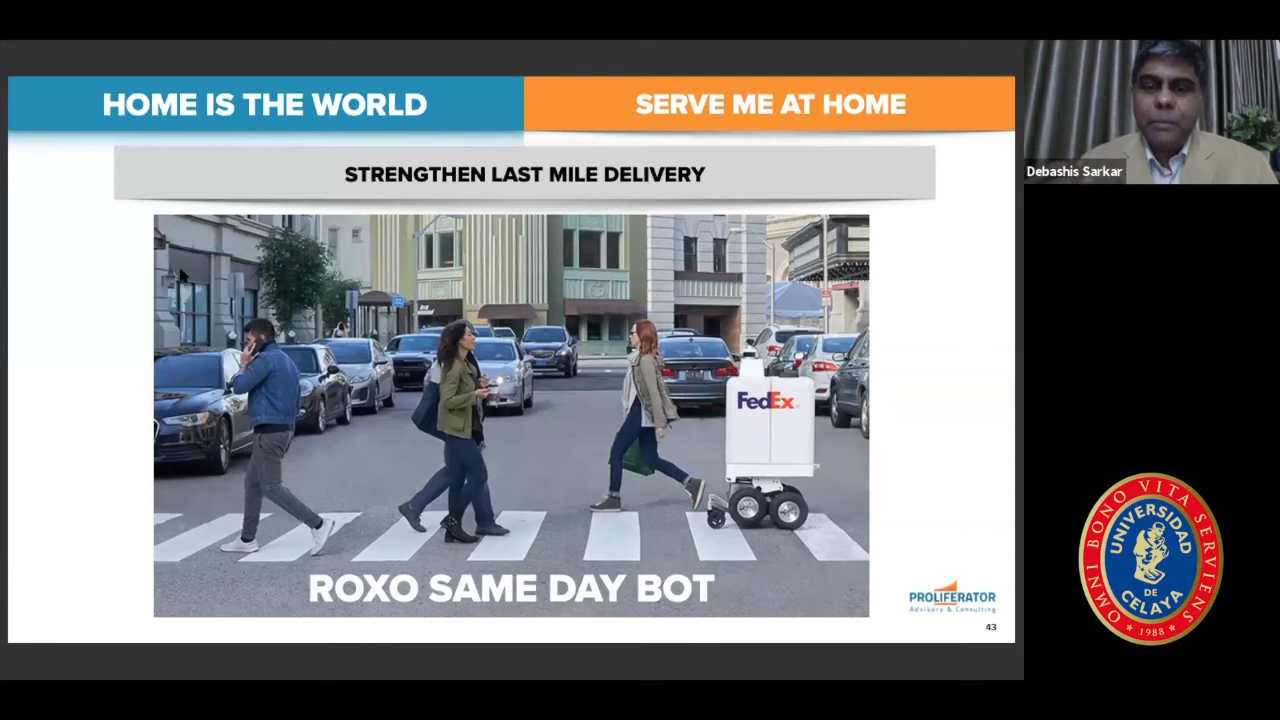 HOME IS THE WORLD
SERVE ME AT HOME
STRENGTHEN LAST MILE DELIVERY
FedEx
ROXO SAME DAY BOT
PROLIFERATOR
Advisory & Consulting
43
Debashis Sarkar
OMNI BONO VITA SERVIENS
UNIVERSIDAD
DE
CELAYA
* 1988 *